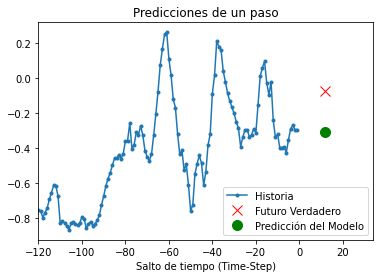 Predicciones de un paso
0.2
0.0
−0.2
−0.4
−0.6
−0.8
Historia
Futuro Verdadero
Predicción del Modelo
−120 −100 −80 −60 −40 −20 0 20
Salto de tiempo (Time-Step)